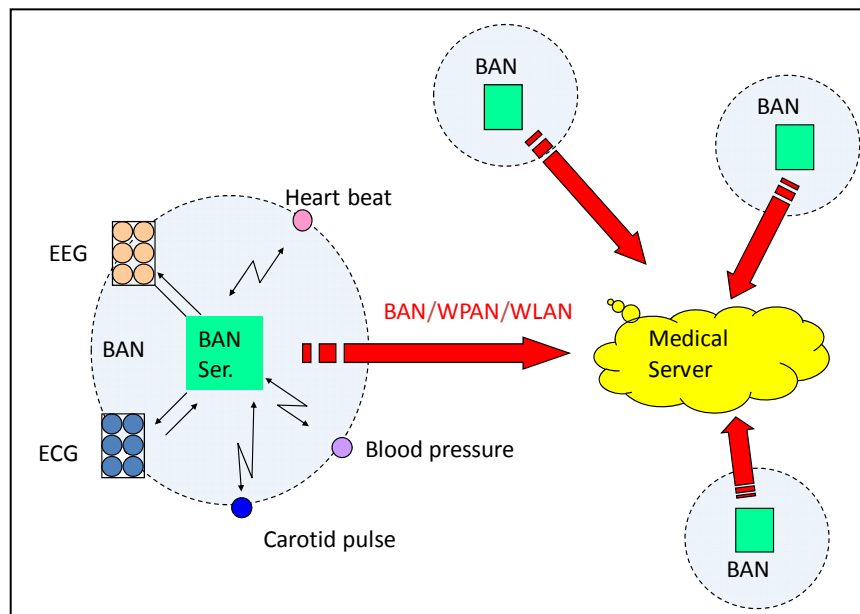 BAN
BAN
Heart beat
EEG
BAN/WPAN/WLAN
BAN
BAN
Ser.
Medical
Server
ECG
Blood pressure
Carotid pulse
BAN